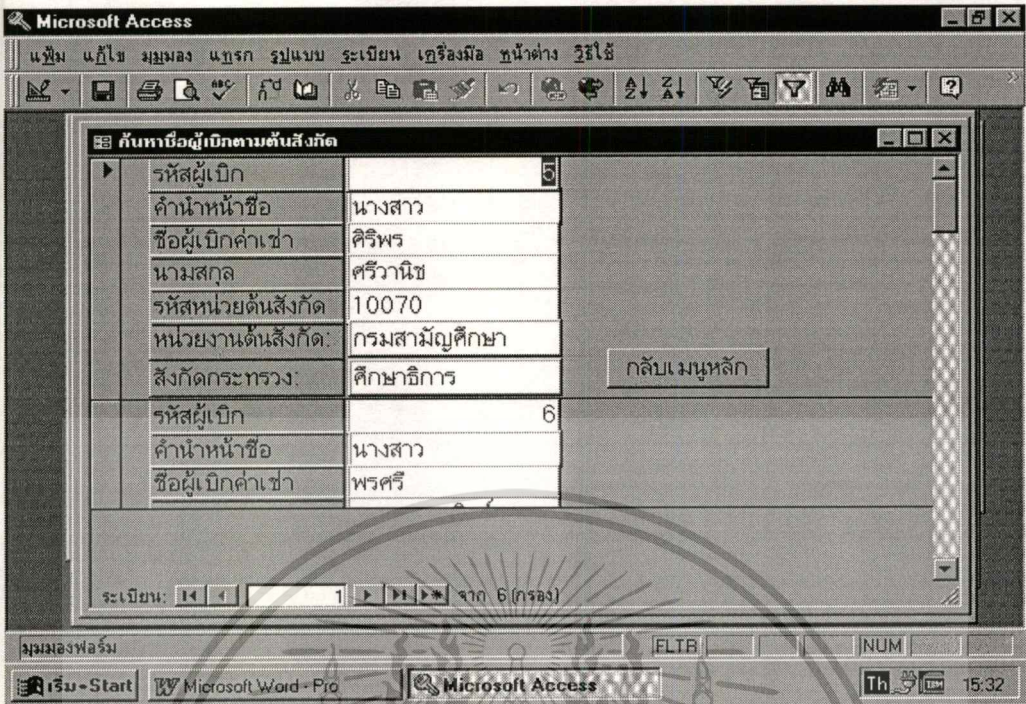 Microsoft Access
แฟ้ม แก้ไข มุมมอง แทรก รูปแบบ ระเบียน เครื่องมือ หน้าต่าง วิธีใช้
ค้นหาชื่อผู้เบิกตามต้นสังกัด
รหัสผู้เบิก 5
คำนำหน้าชื่อ นางสาว
ชื่อผู้เบิกค่าเช่า ศิริพร
นามสกุล ศรีวานิช
รหัสหน่วยต้นสังกัด 10070
หน่วยงานต้นสังกัด: กรมสามัญศึกษา
สังกัดกระทรวง: ศึกษาธิการ
กลับเมนูหลัก
รหัสผู้เบิก 6
คำนำหน้าชื่อ นางสาว
ชื่อผู้เบิกค่าเช่า พรศรี
ระเบียน: 1 จาก 6 (กรอง)
มุมมองฟอร์ม FLTR NUM
เริ่ม-Start Microsoft Word - Pro Microsoft Access Th 15:32